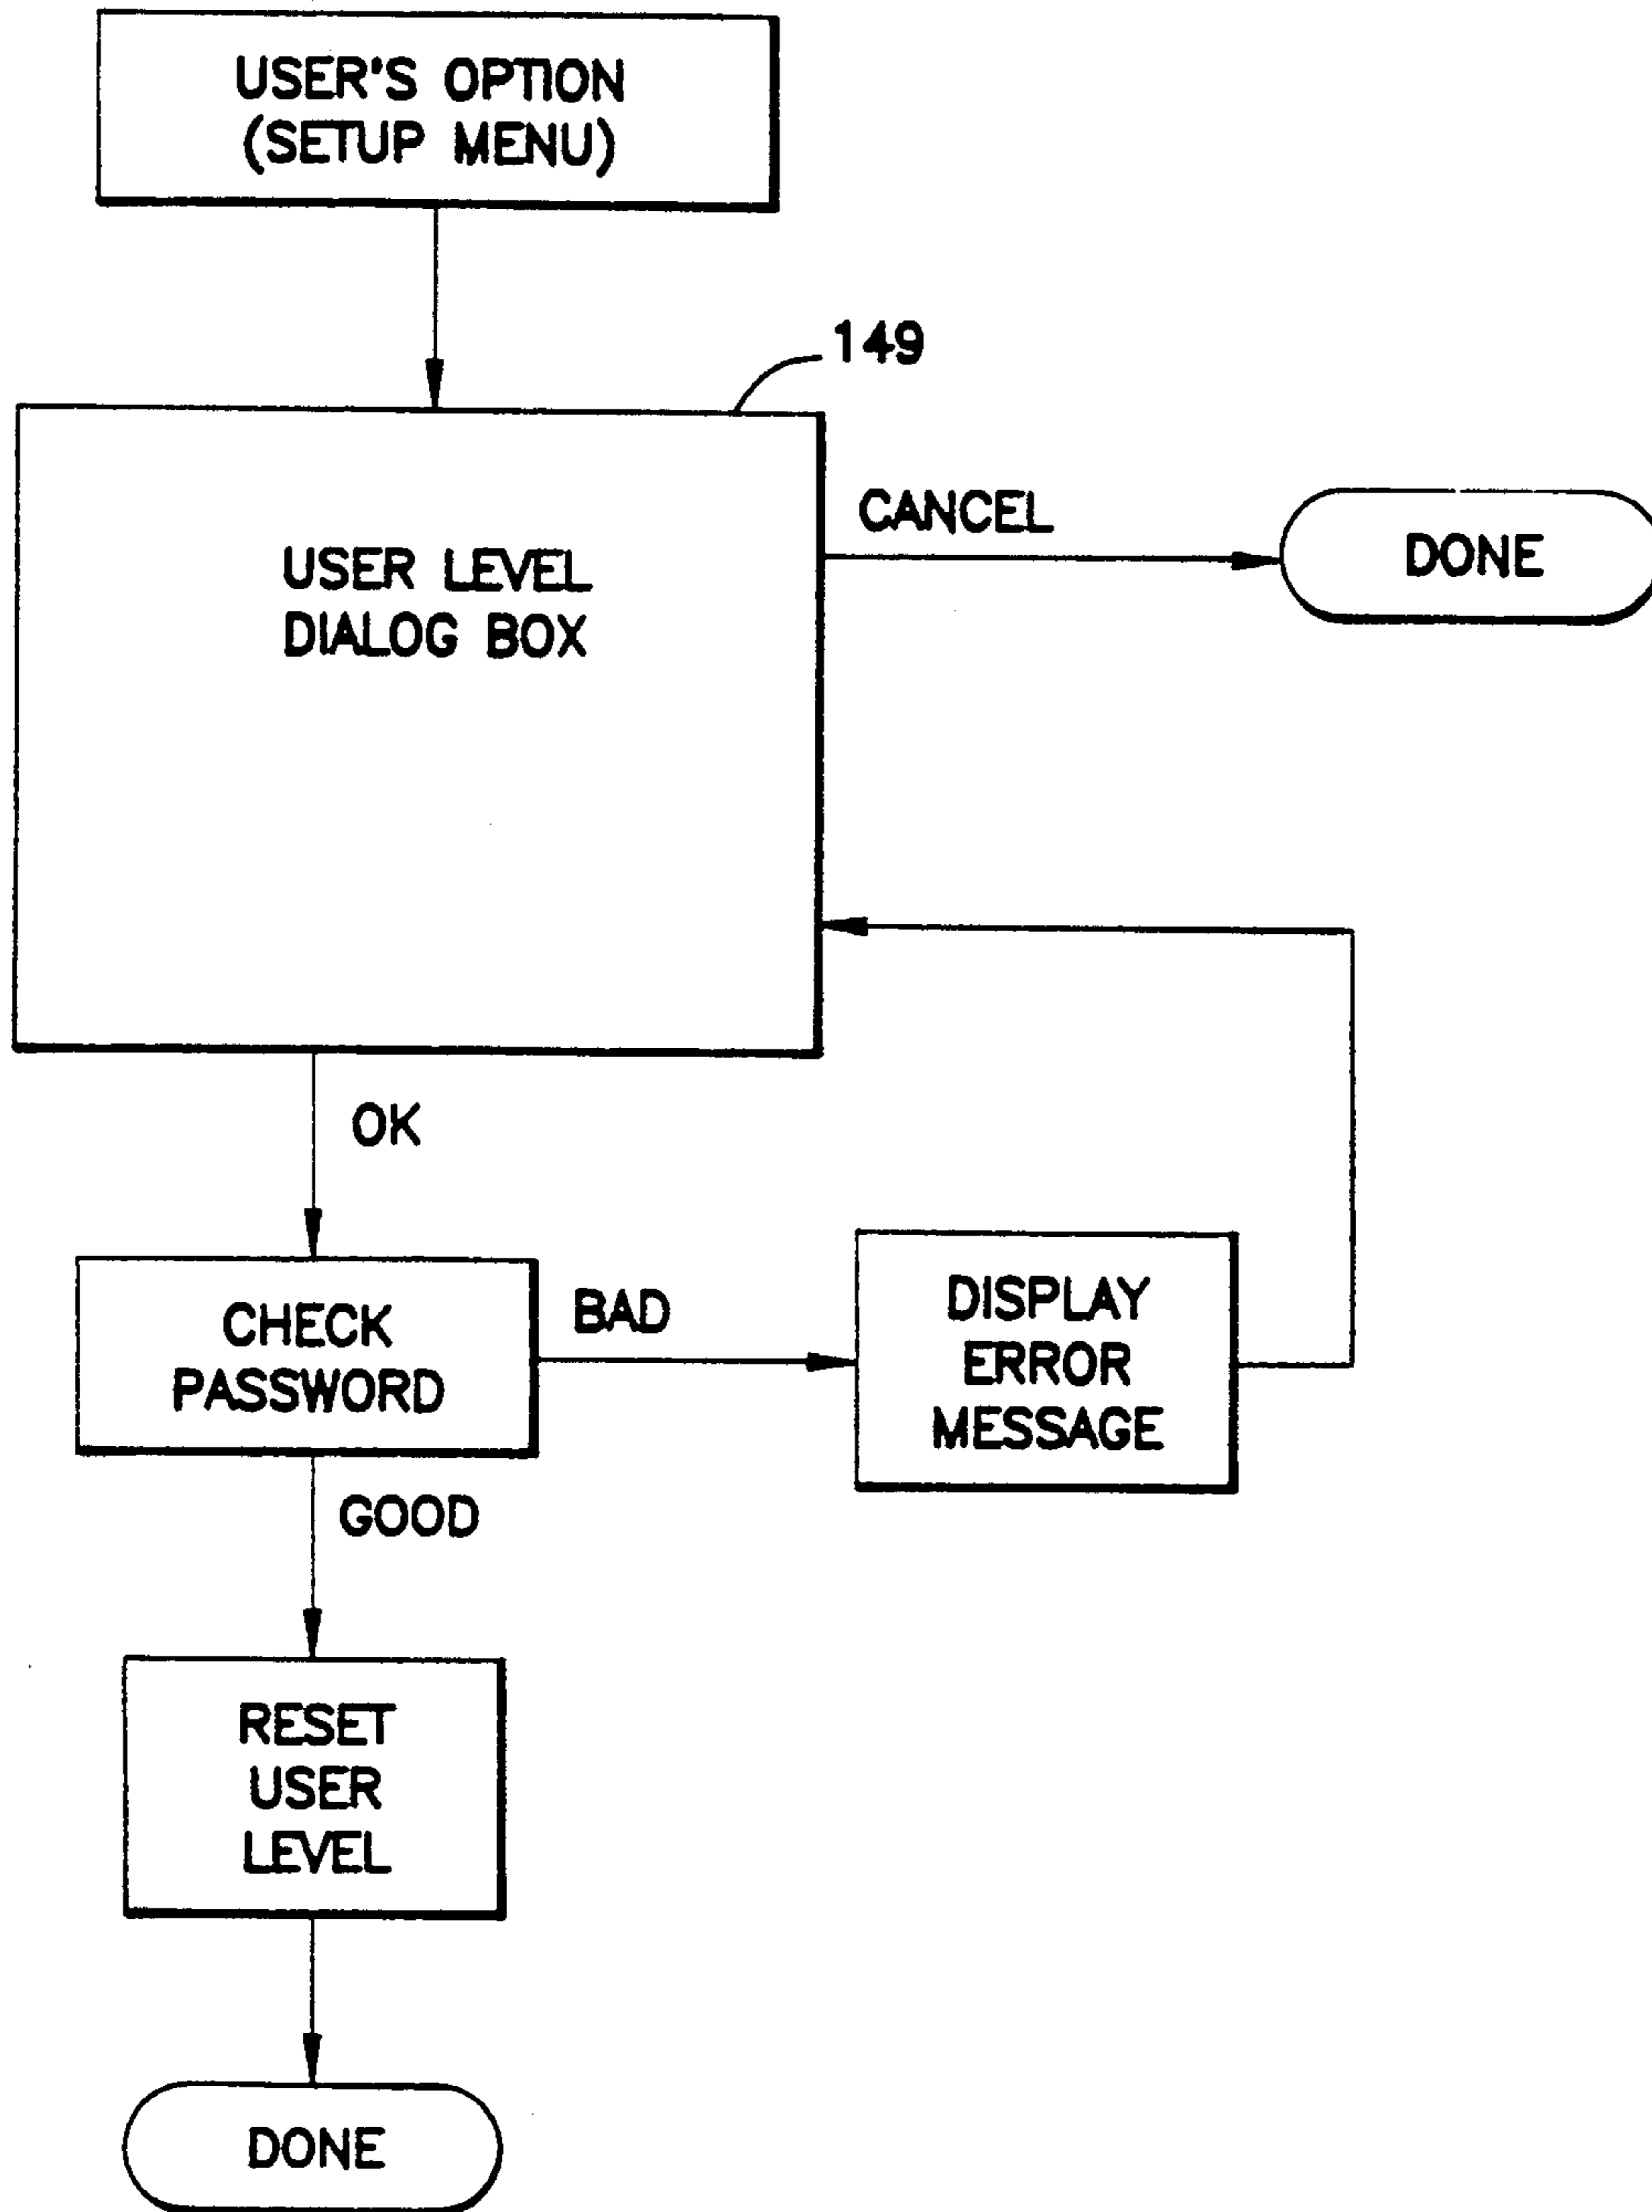 USER'S OPTION
(SETUP MENU)
149
USER LEVEL
DIALOG BOX
CANCEL
DONE
OK
CHECK
PASSWORD
BAD
DISPLAY
ERROR
MESSAGE
GOOD
RESET
USER
LEVEL
DONE